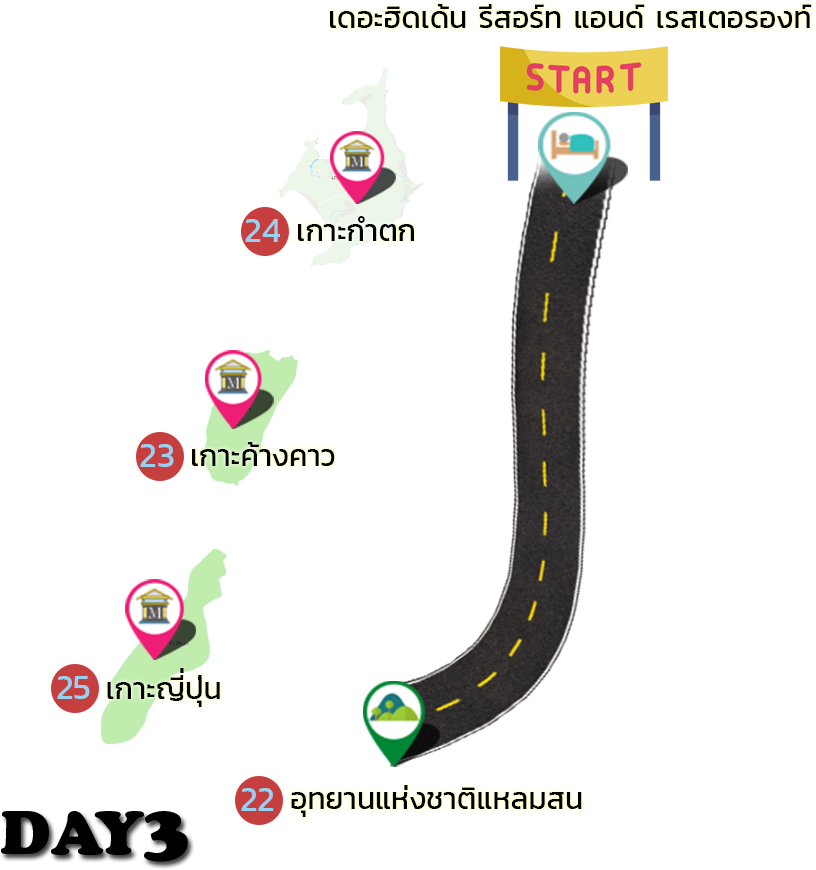 เดอะฮิดเด้น รีสอร์ท แอนด์ เรสเตอรองท์
START
24 เกาะกำตก
23 เกาะค้างคาว
25 เกาะญี่ปุ่น
22 อุทยานแห่งชาติแหลมสน
DAY3